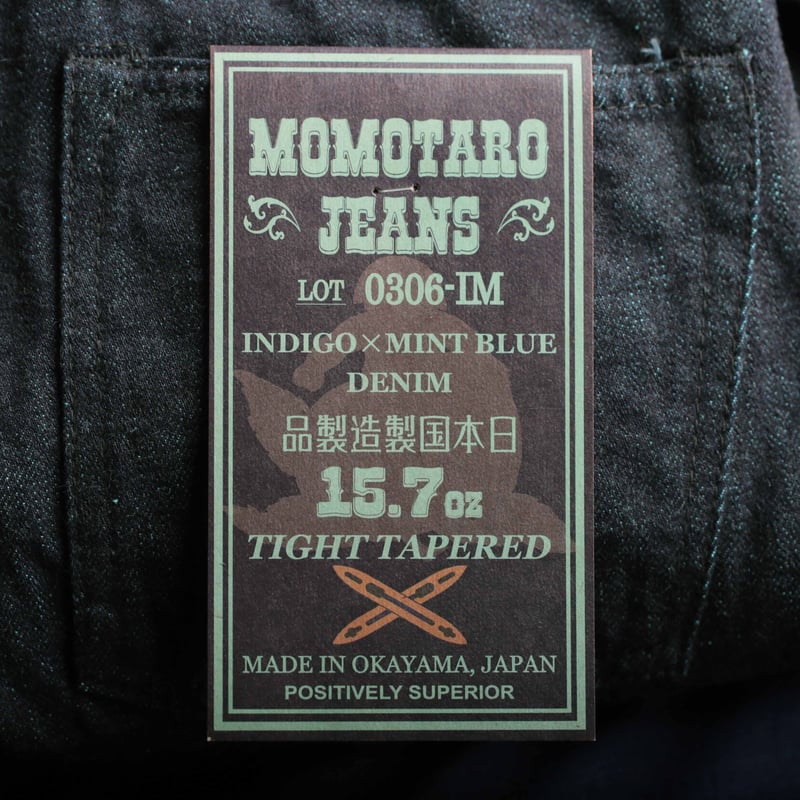 MOMOTARO
JEANS
LOT 0306-IM
INDIGO×MINT BLUE
DENIM
日本国製造製品
15.7oz
TIGHT TAPERED
MADE IN OKAYAMA, JAPAN
POSITIVELY SUPERIOR